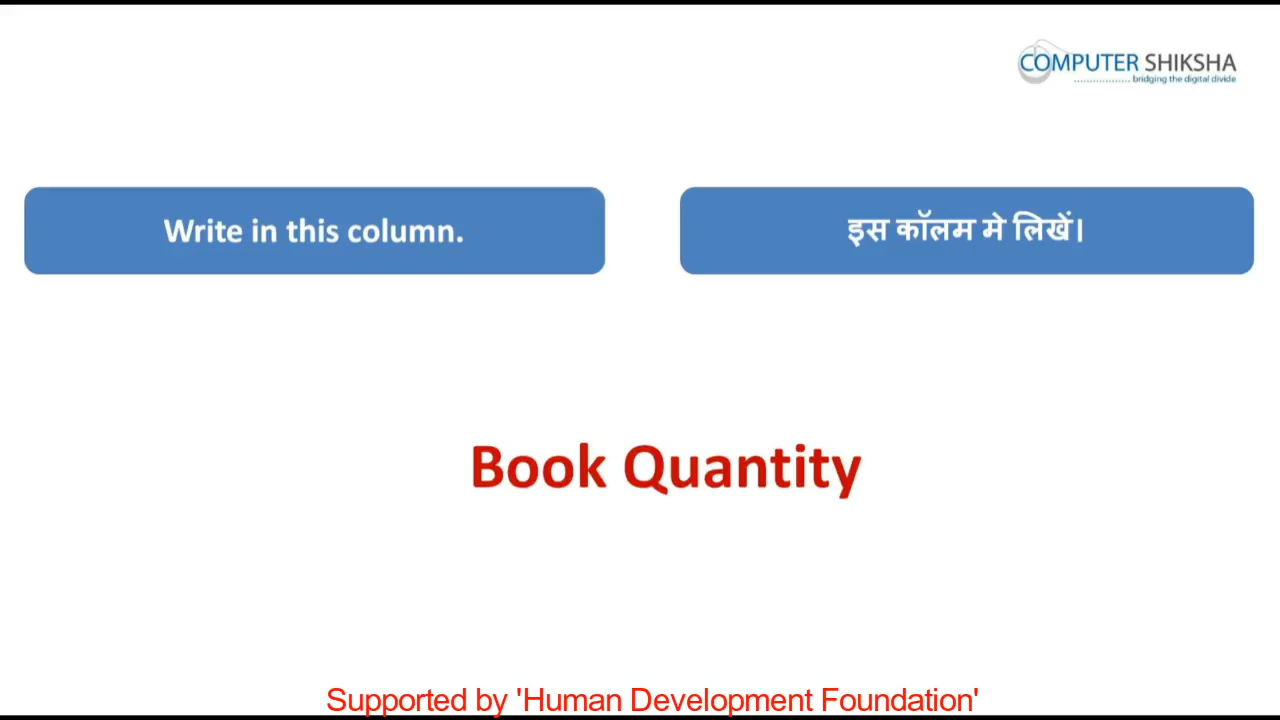 COMPUTER SHIKSHA
bridging the digital divide
Write in this column.
इस कॉलम मे लिखें।
Book Quantity
Supported by 'Human Development Foundation'